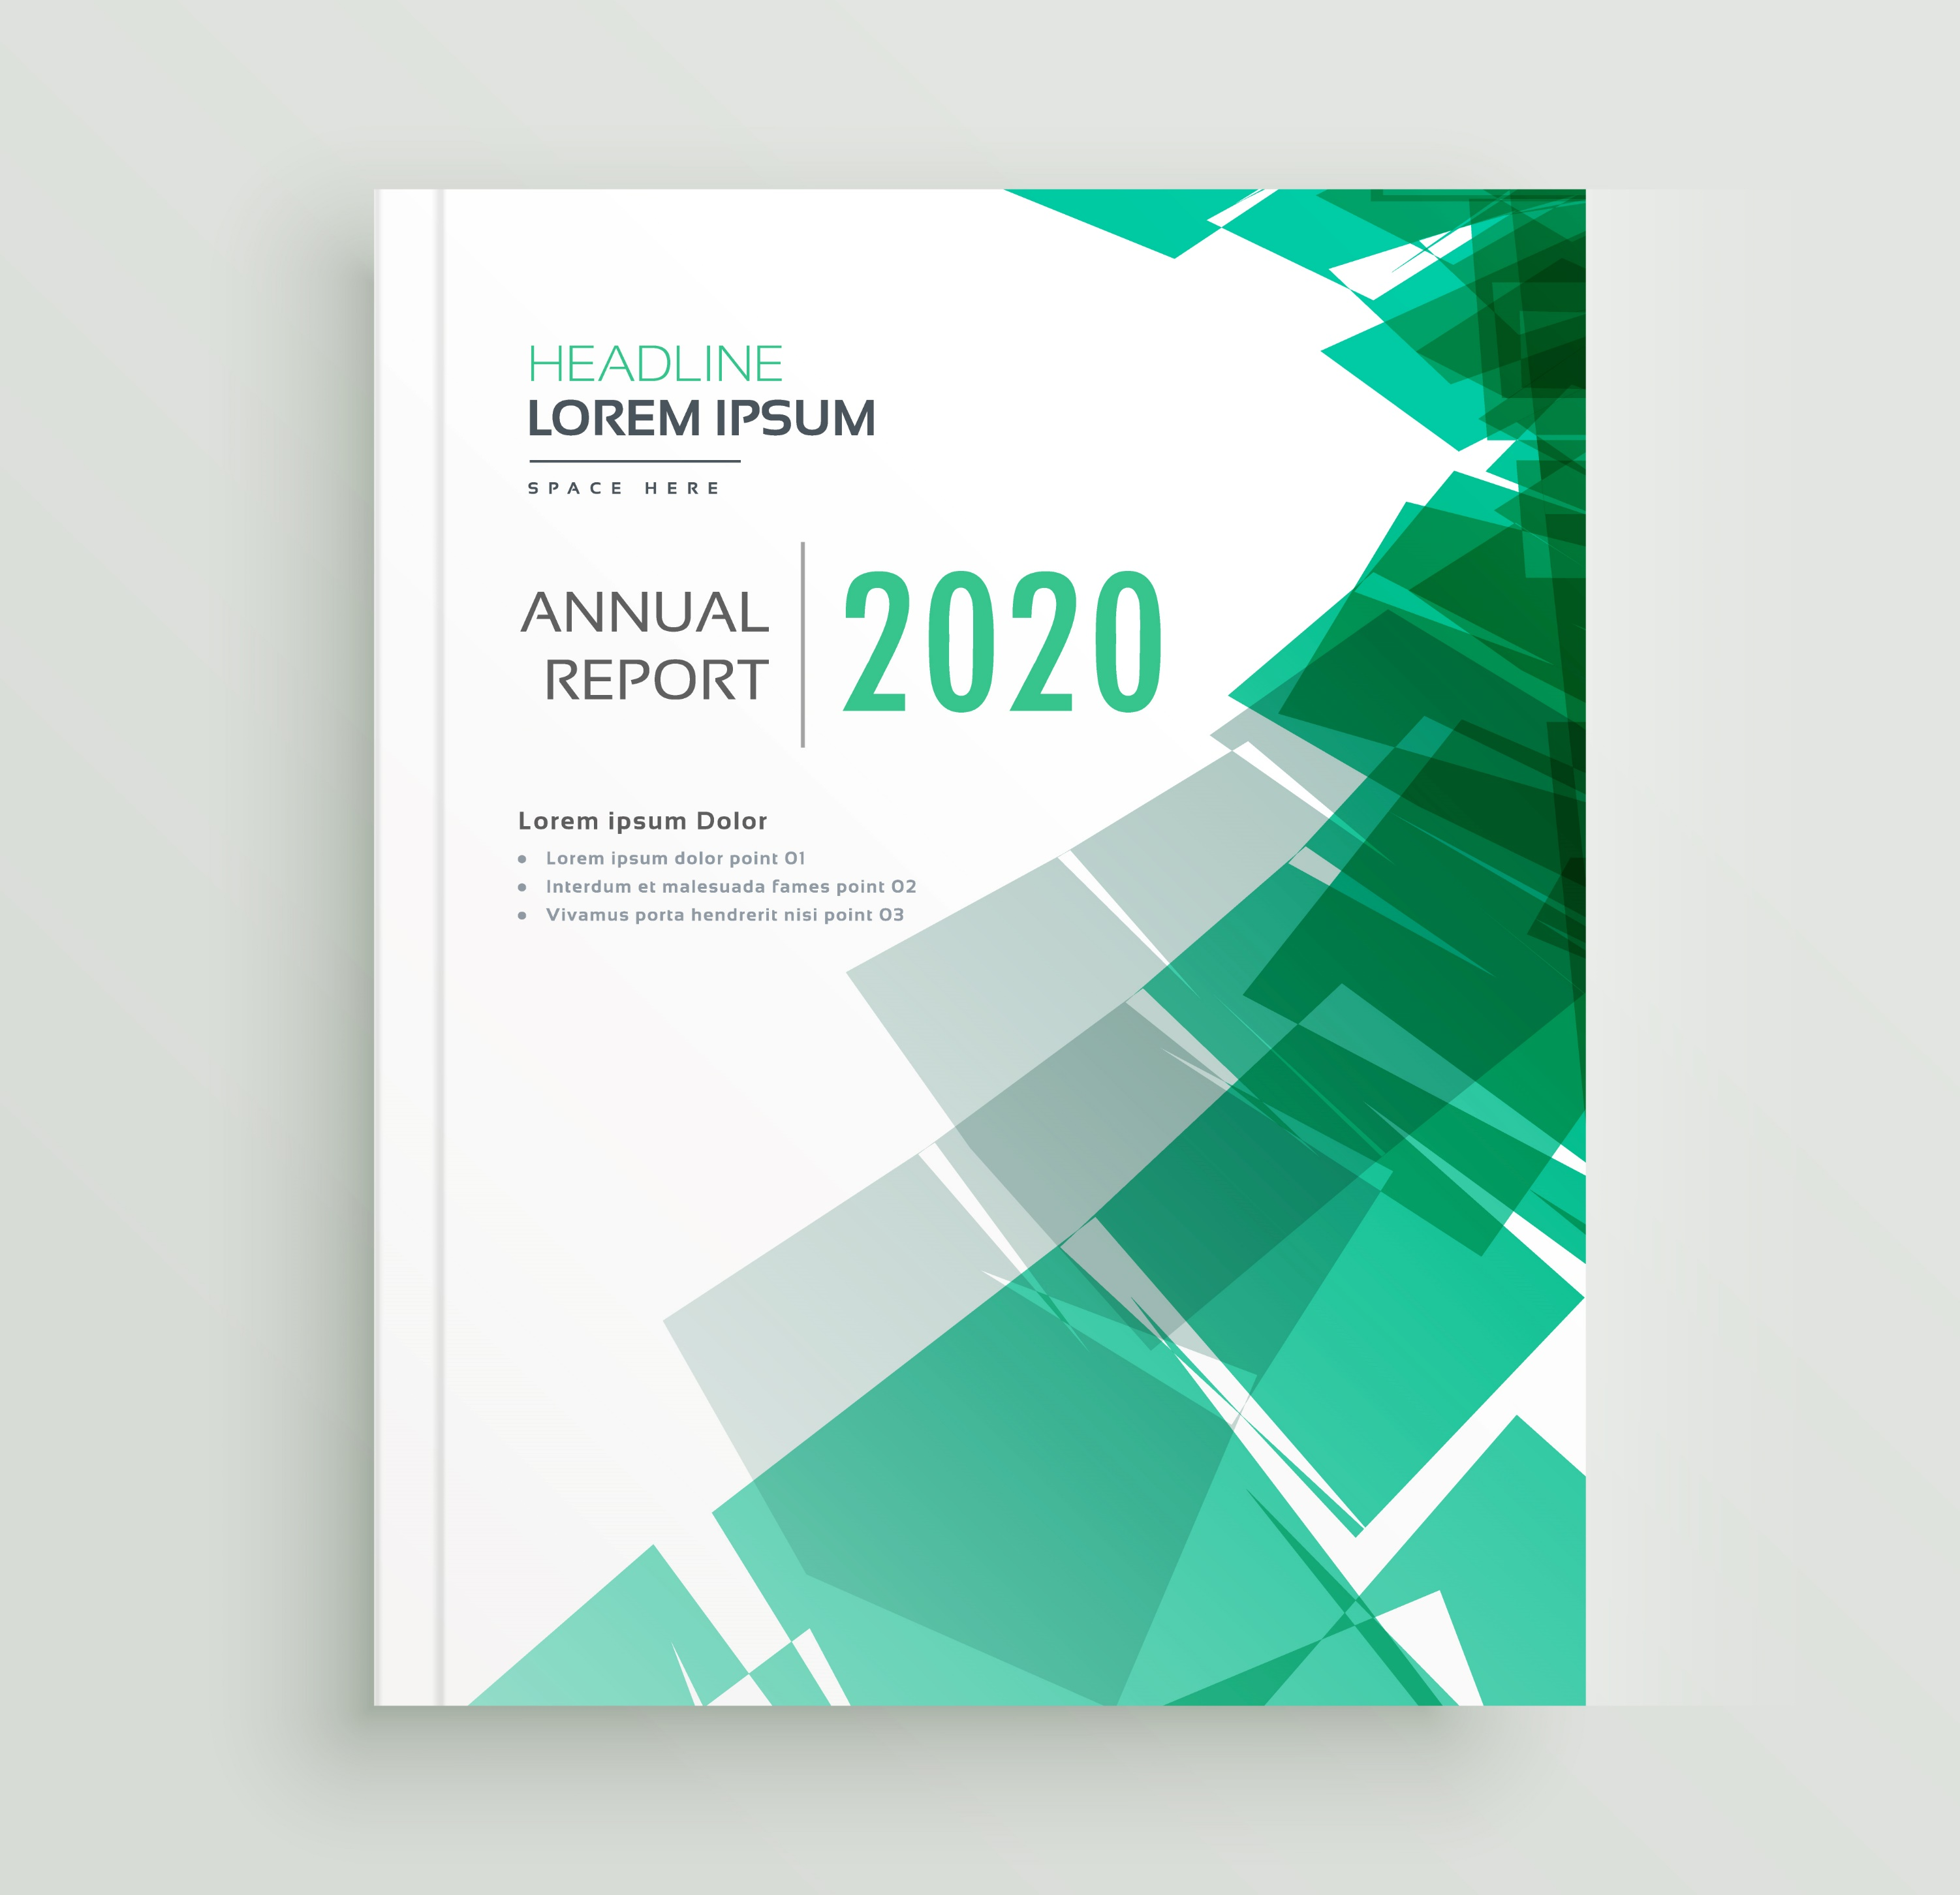 HEADLINE
LOREM IPSUM
SPACE HERE
ANNUAL
REPORT
2020
Lorem ipsum Dolor
• Lorem ipsum dolor point 01
• Interdum et malesuada fames point 02
• Vivamus porta hendrerit nisi point 03